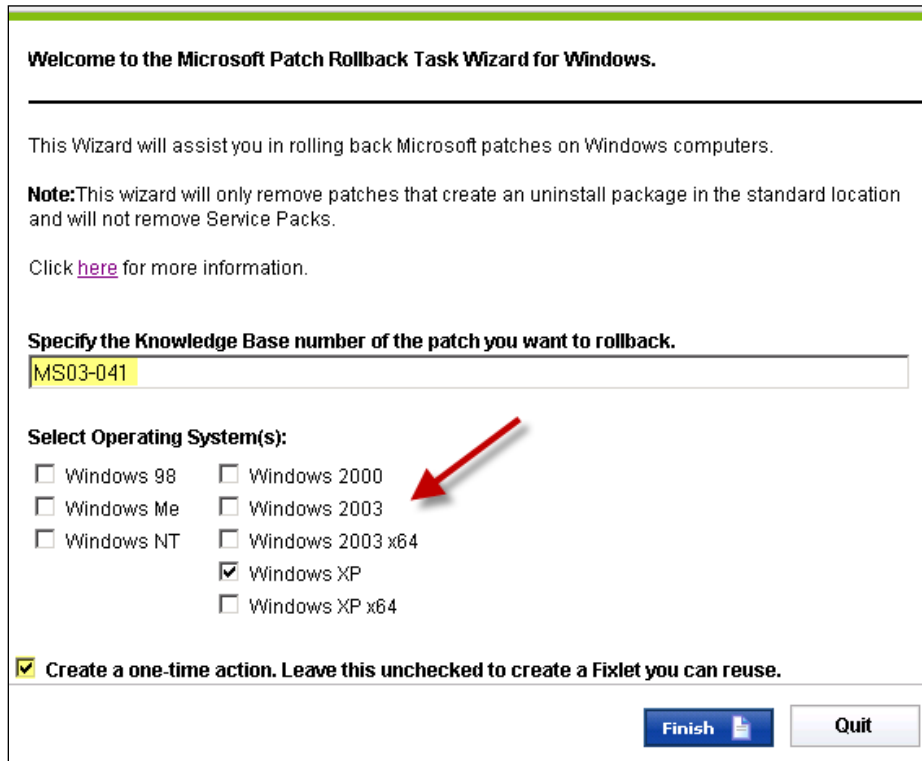 Welcome to the Microsoft Patch Rollback Task Wizard for Windows.
This Wizard will assist you in rolling back Microsoft patches on Windows computers.
Note:This wizard will only remove patches that create an uninstall package in the standard location
and will not remove Service Packs.
Click here for more information.
Specify the Knowledge Base number of the patch you want to rollback.
MS03-041
Select Operating System(s):
Windows 98 Windows 2000
Windows Me Windows 2003
Windows NT Windows 2003 x64
Windows XP
Windows XP x64
Create a one-time action. Leave this unchecked to create a Fixlet you can reuse.
Finish Quit